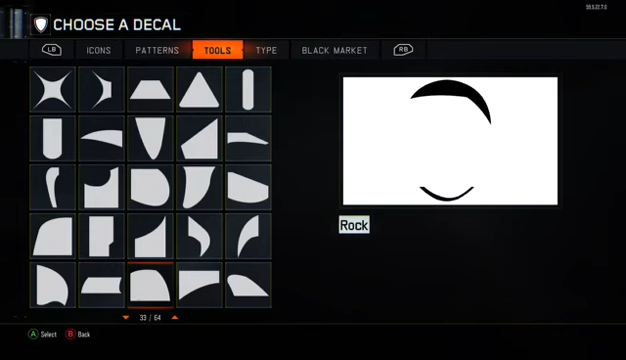 CHOOSE A DECAL
LB ICONS PATTERNS TOOLS TYPE BLACK MARKET RB
Rock
33 / 64
A Select B Back